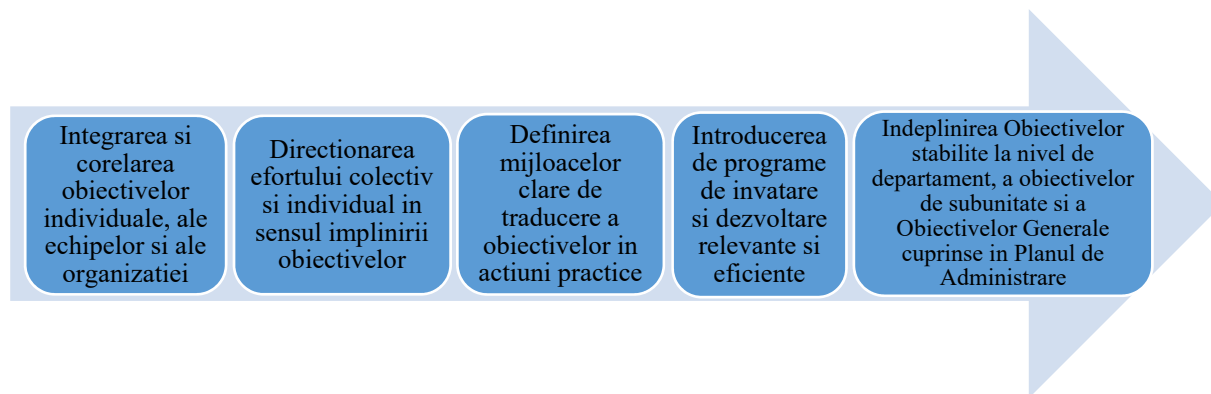 Integrarea si
corelarea
obiectivelor
individuale, ale
echipelor si ale
organizatiei
Directionarea
efortului colectiv
si individual in
sensul implinirii
obiectivelor
Definirea
mijloacelor
clare de
traducere a
obiectivelor in
actiuni practice
Introducerea
de programe
de invatare
si dezvoltare
relevante si
eficiente
Indeplinirea Obiectivelor
stabilite la nivel de
departament, a obiectivelor
de subunitate si a
Obiectivelor Generale
cuprinse in Planul de
Administrare